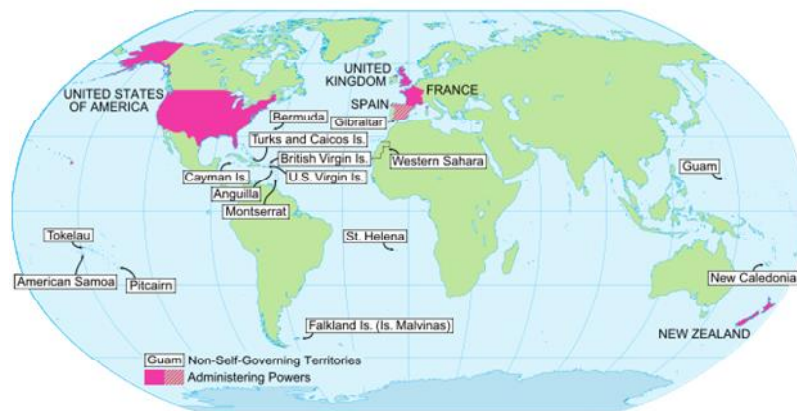 UNITED STATES
OF AMERICA
UNITED
KINGDOM
FRANCE
SPAIN
Gibraltar
Bermuda
Turks and Caicos Is.
British Virgin Is.
Western Sahara
Cayman Is.
U.S. Virgin Is.
Anguilla
Montserrat
Guam
Tokelau
St. Helena
American Samoa
Pitcairn
New Caledonia
Falkland Is. (Is. Malvinas)
NEW ZEALAND
Guam Non-Self-Governing Territories
Administering Powers